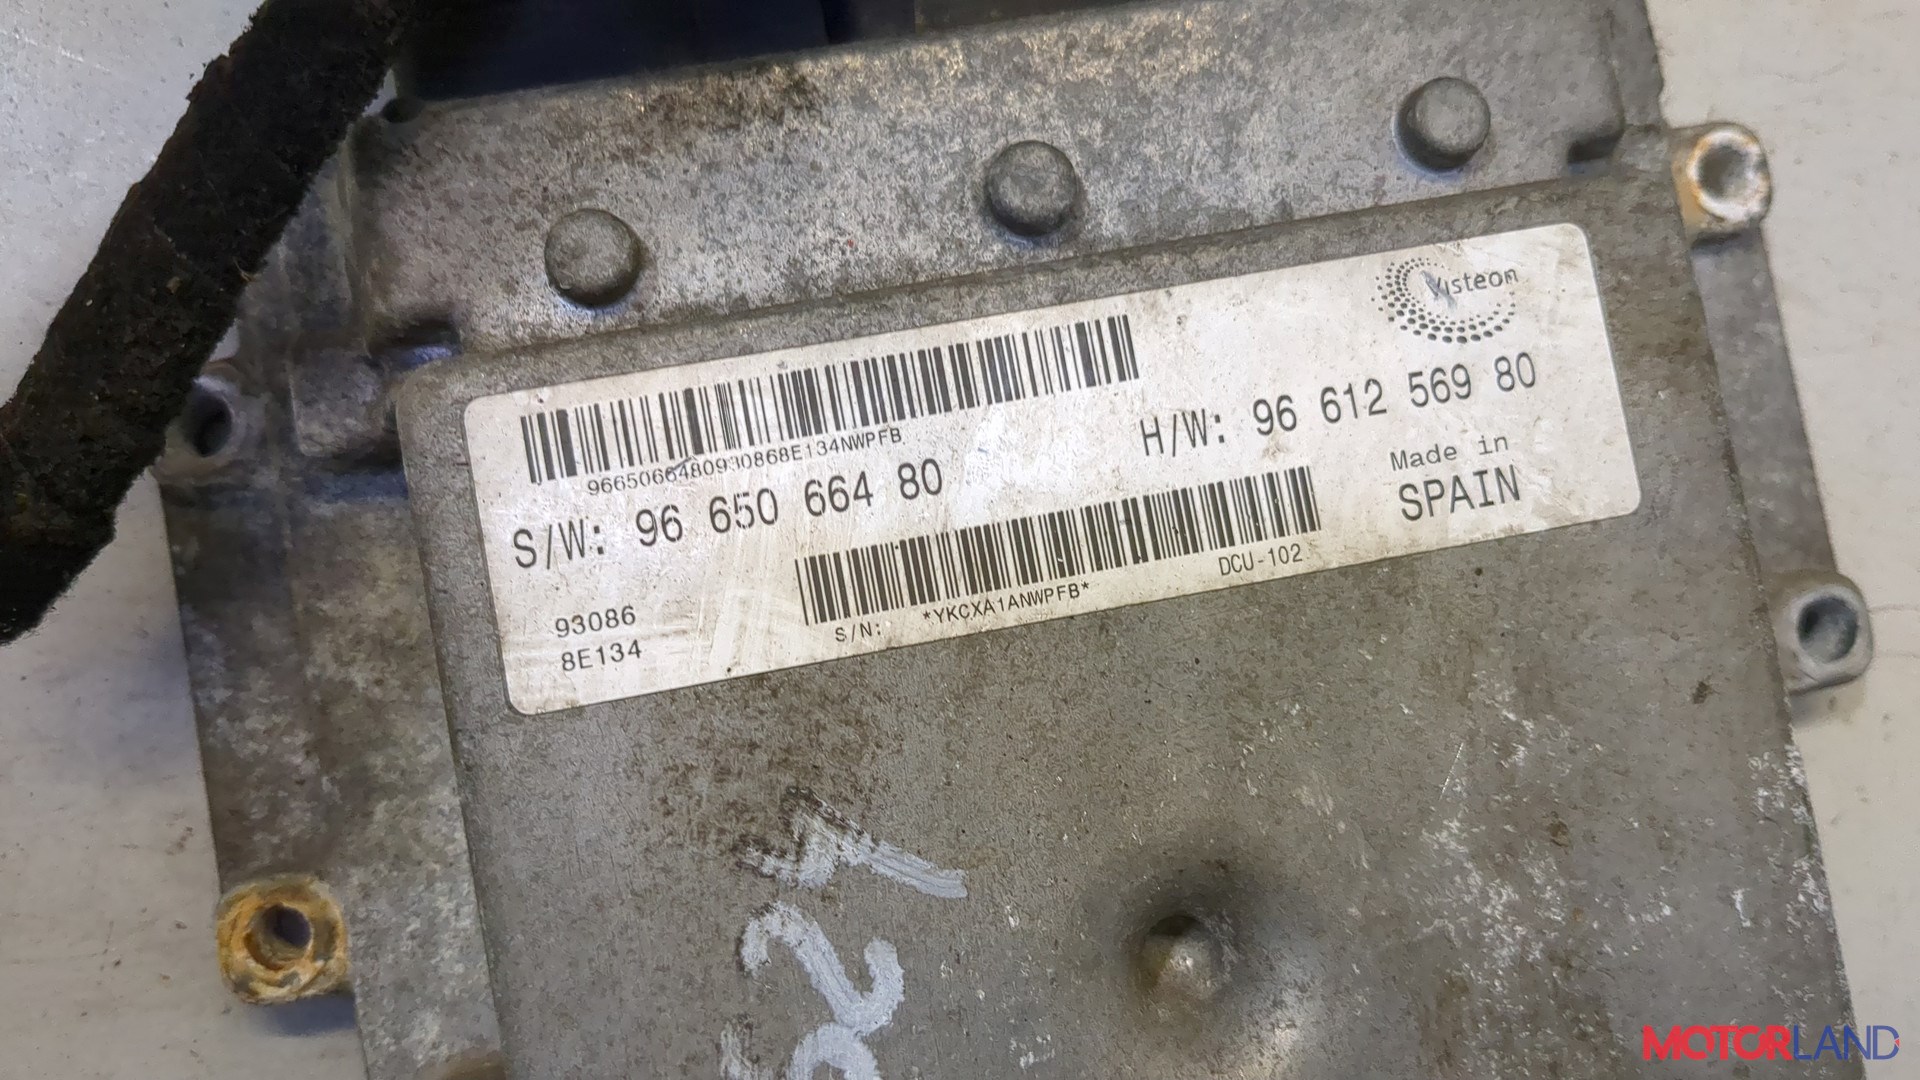 Visteon
9665066480930868E134NWPFB
S/W: 96 650 664 80
H/W: 96 612 569 80
Made in
SPAIN
93086
8E134
S/N: *YKCXA1ANWPFB*
DCU-102
MOTORLAND